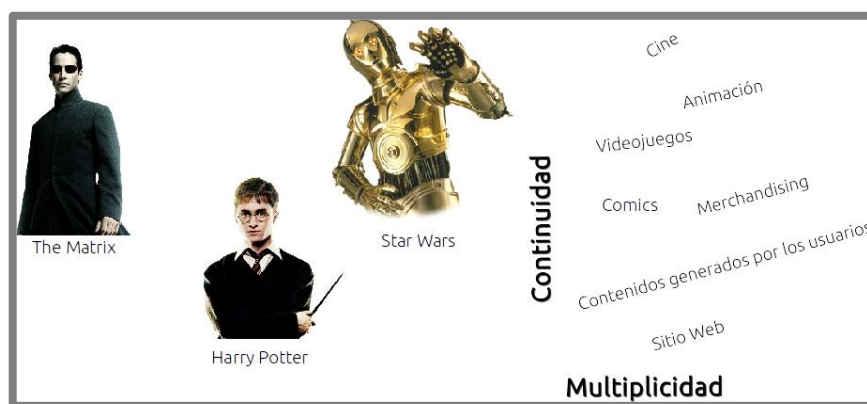 The Matrix
Harry Potter
Star Wars
Continuidad
Cine
Animación
Videojuegos
Comics
Merchandising
Contenidos generados por los usuarios
Sitio Web
Multiplicidad